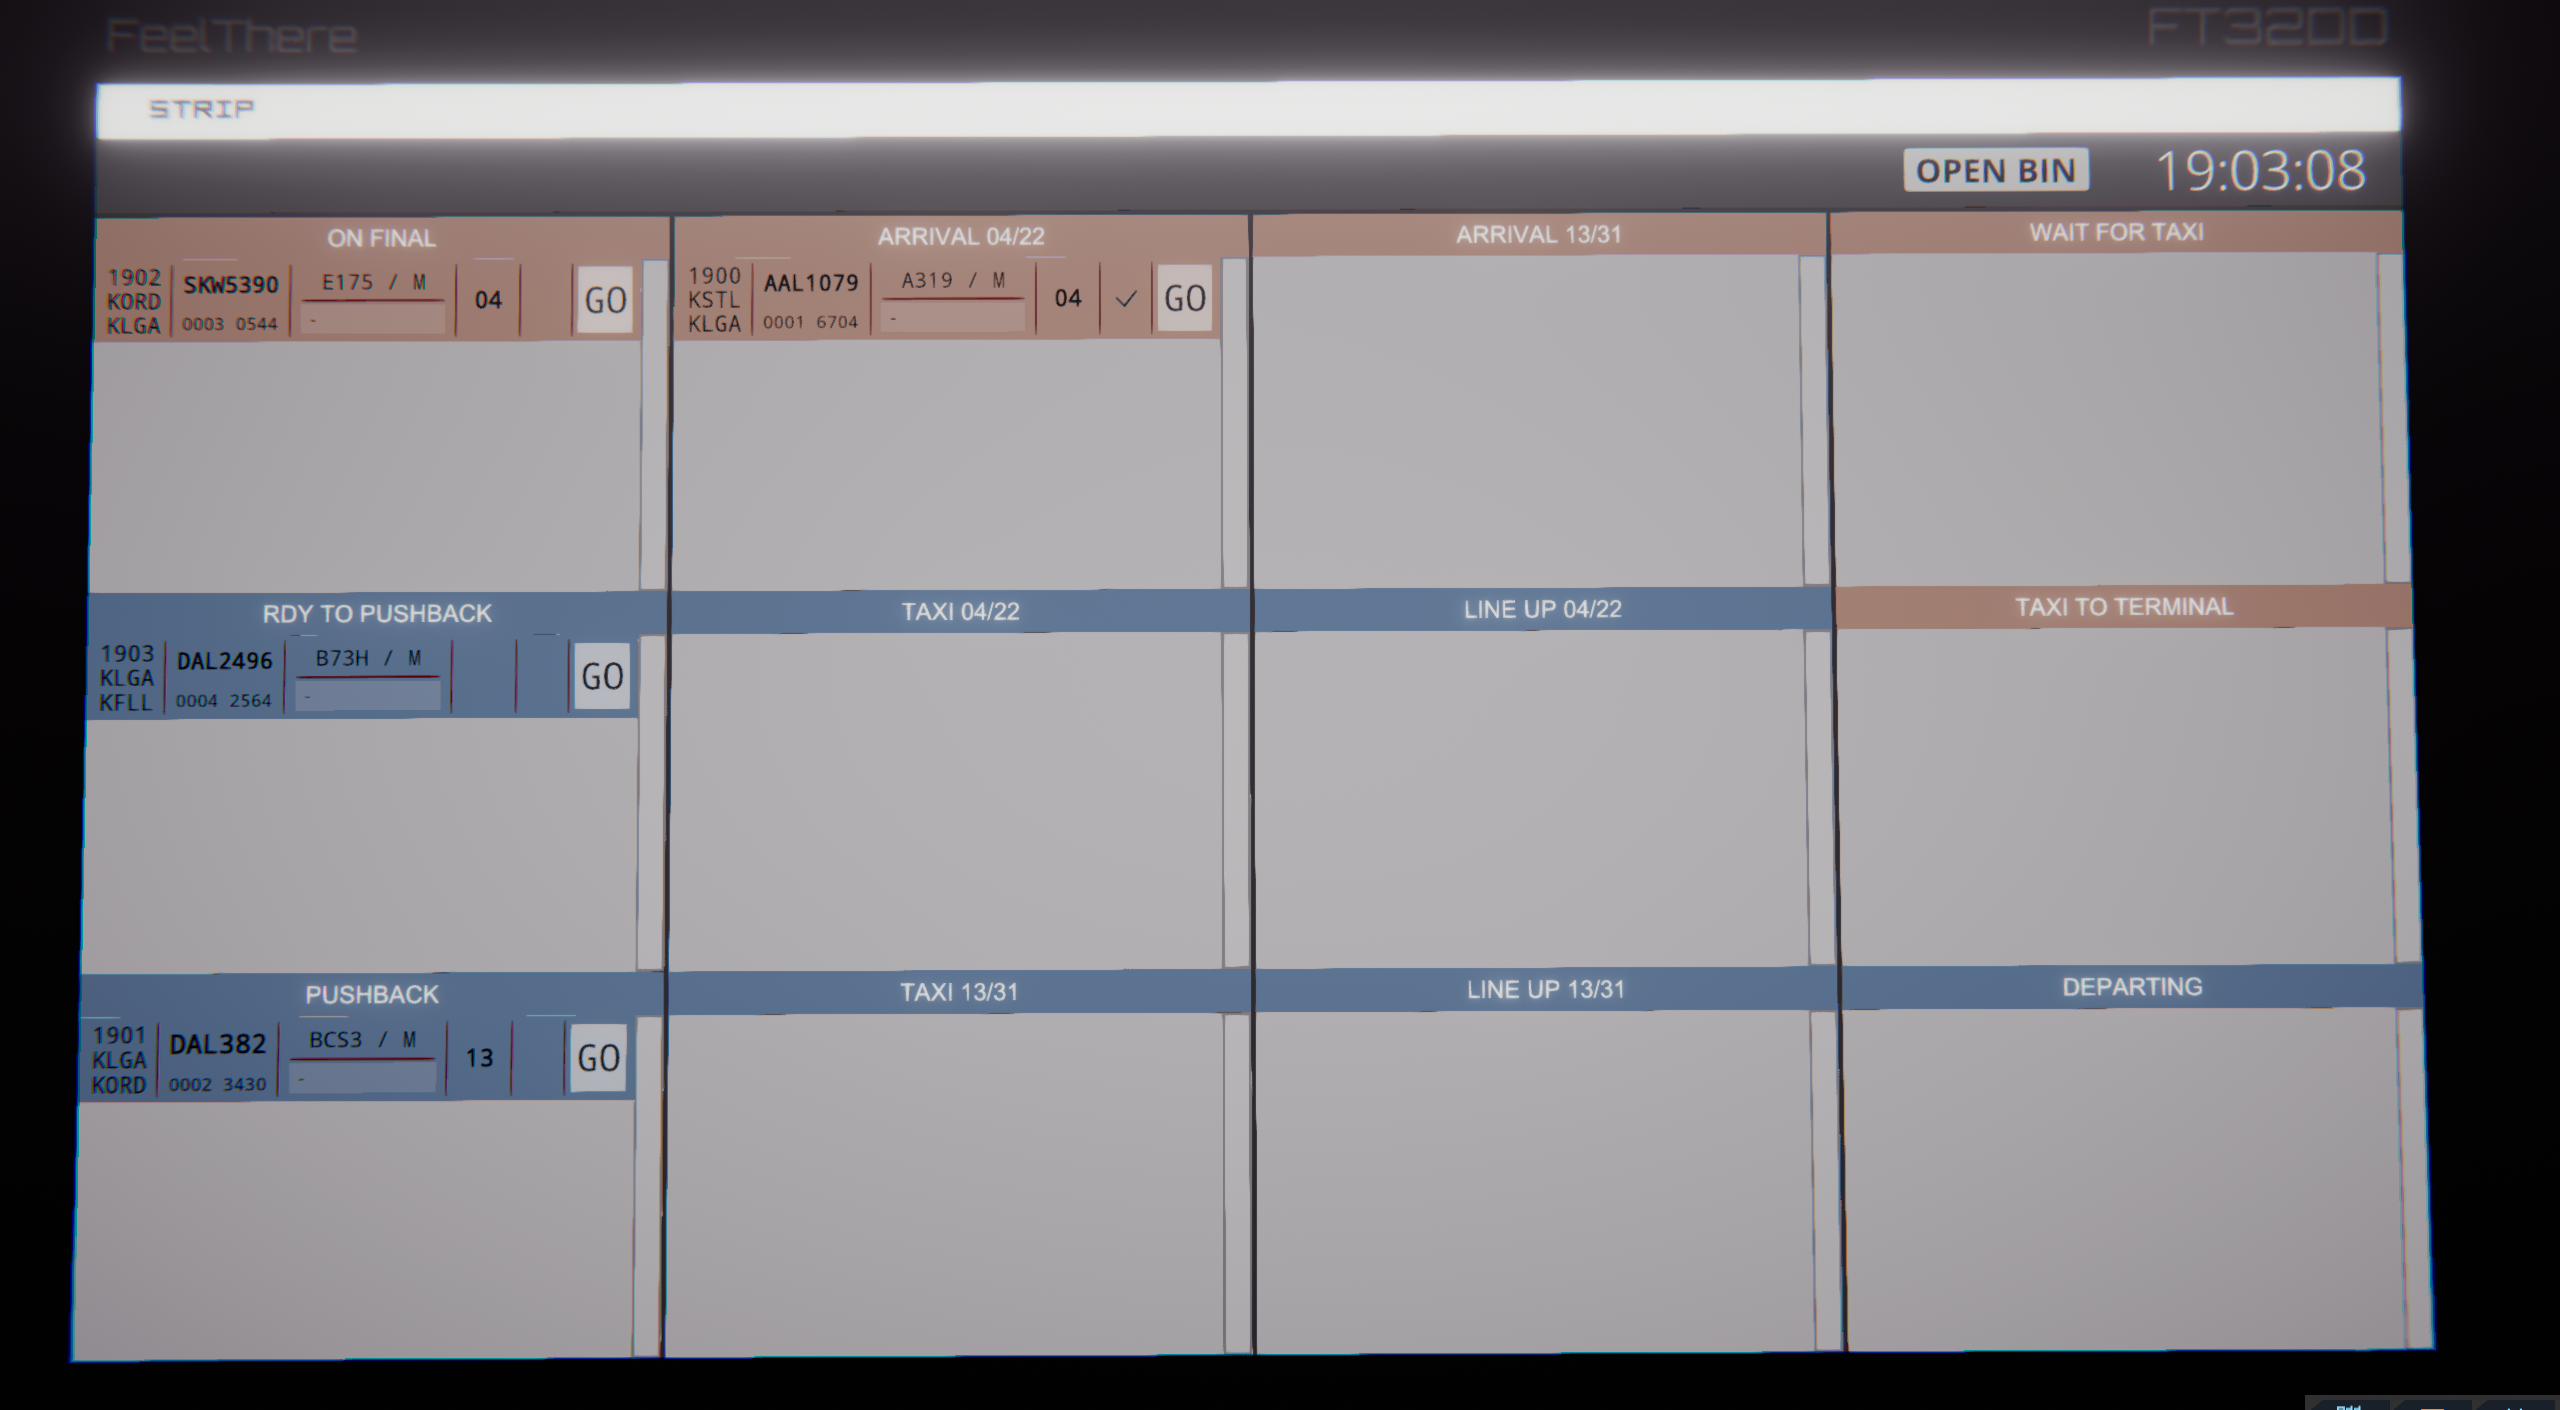 FeelThere
FT32DD
STRIP
OPEN BIN 19:03:08
ON FINAL
1902 SKW5390 E175 / M 04 GO
KORD
KLGA 0003 0544 -
ARRIVAL 04/22
1900 AAL1079 A319 / M 04 ✓ GO
KSTL
KLGA 0001 6704 -
ARRIVAL 13/31
WAIT FOR TAXI
RDY TO PUSHBACK
1903 DAL2496 B73H / M GO
KLGA
KFLL 0004 2564 -
TAXI 04/22
LINE UP 04/22
TAXI TO TERMINAL
PUSHBACK
1901 DAL382 BCS3 / M 13 GO
KLGA
KORD 0002 3430 -
TAXI 13/31
LINE UP 13/31
DEPARTING